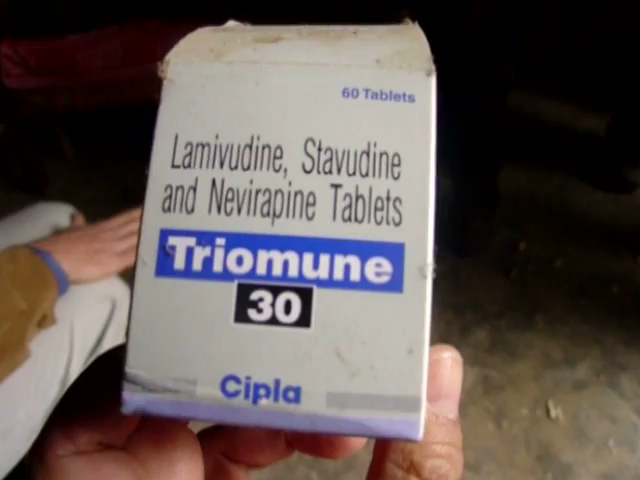 60 Tablets
Lamivudine, Stavudine
and Nevirapine Tablets
Triomune
30
Cipla